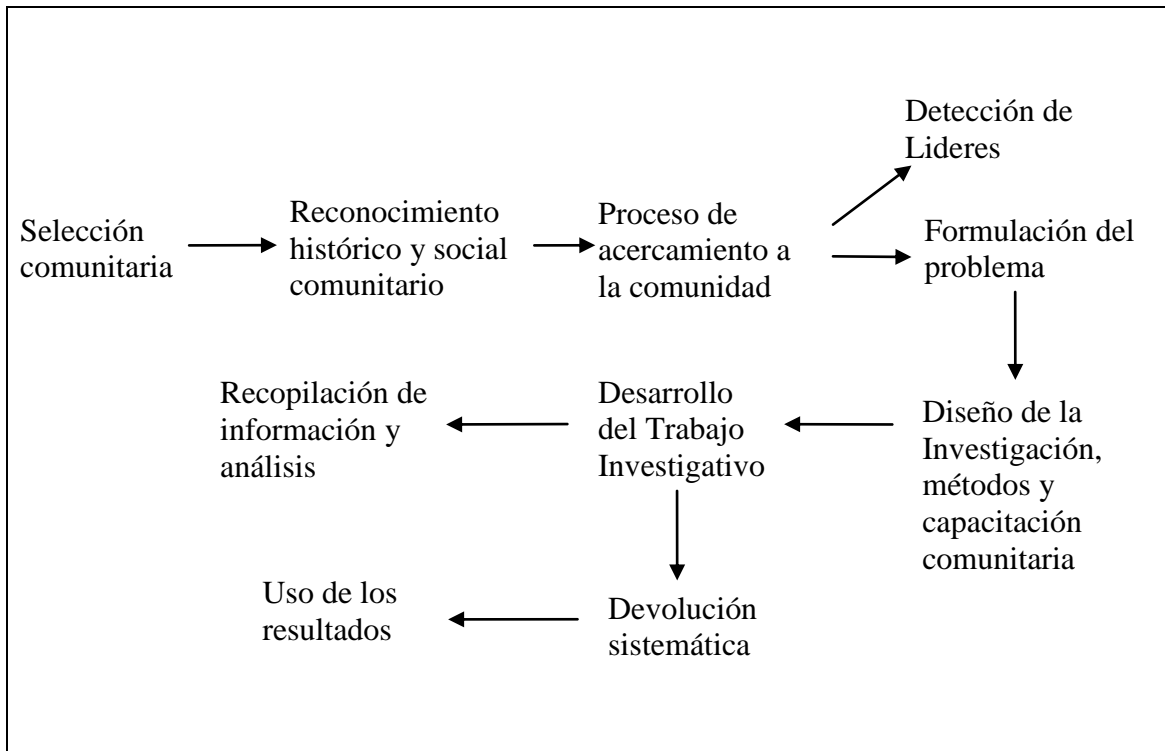 Detección de
Lideres
Selección
comunitaria
Reconocimiento
histórico y social
comunitario
Proceso de
acercamiento a
la comunidad
Formulación del
problema
Recopilación de
información y
análisis
Desarrollo
del Trabajo
Investigativo
Diseño de la
Investigación,
métodos y
capacitación
comunitaria
Uso de los
resultados
Devolución
sistemática